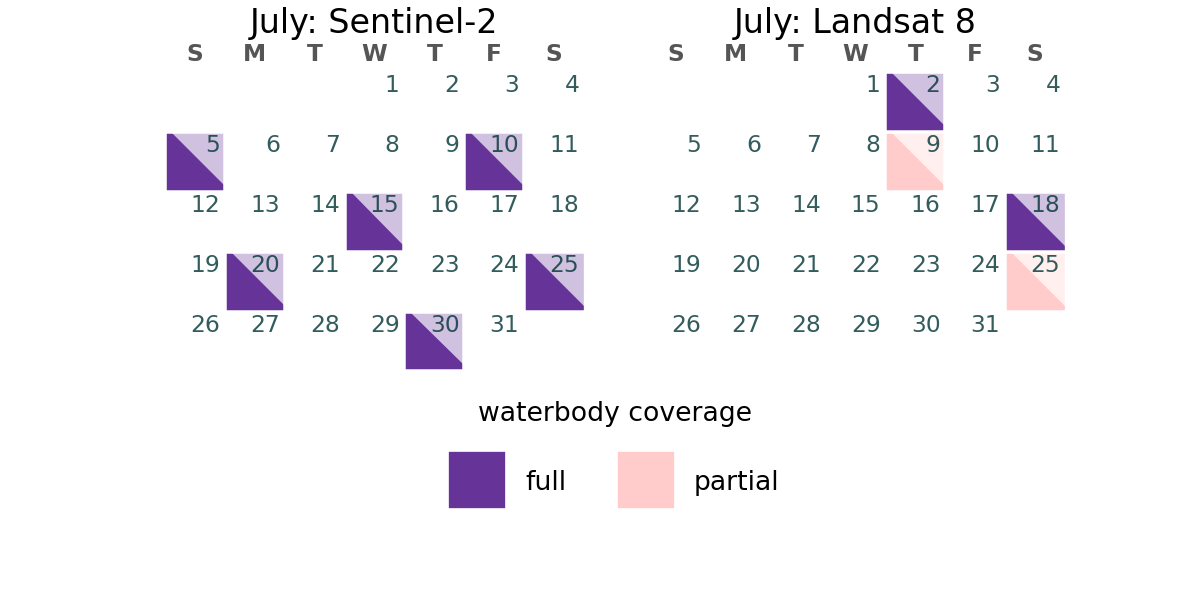 July: Sentinel-2
S M T W T F S
1 2 3 4
5 6 7 8 9 10 11
12 13 14 15 16 17 18
19 20 21 22 23 24 25
26 27 28 29 30 31
July: Landsat 8
S M T W T F S
1 2 3 4
5 6 7 8 9 10 11
12 13 14 15 16 17 18
19 20 21 22 23 24 25
26 27 28 29 30 31
waterbody coverage
full partial